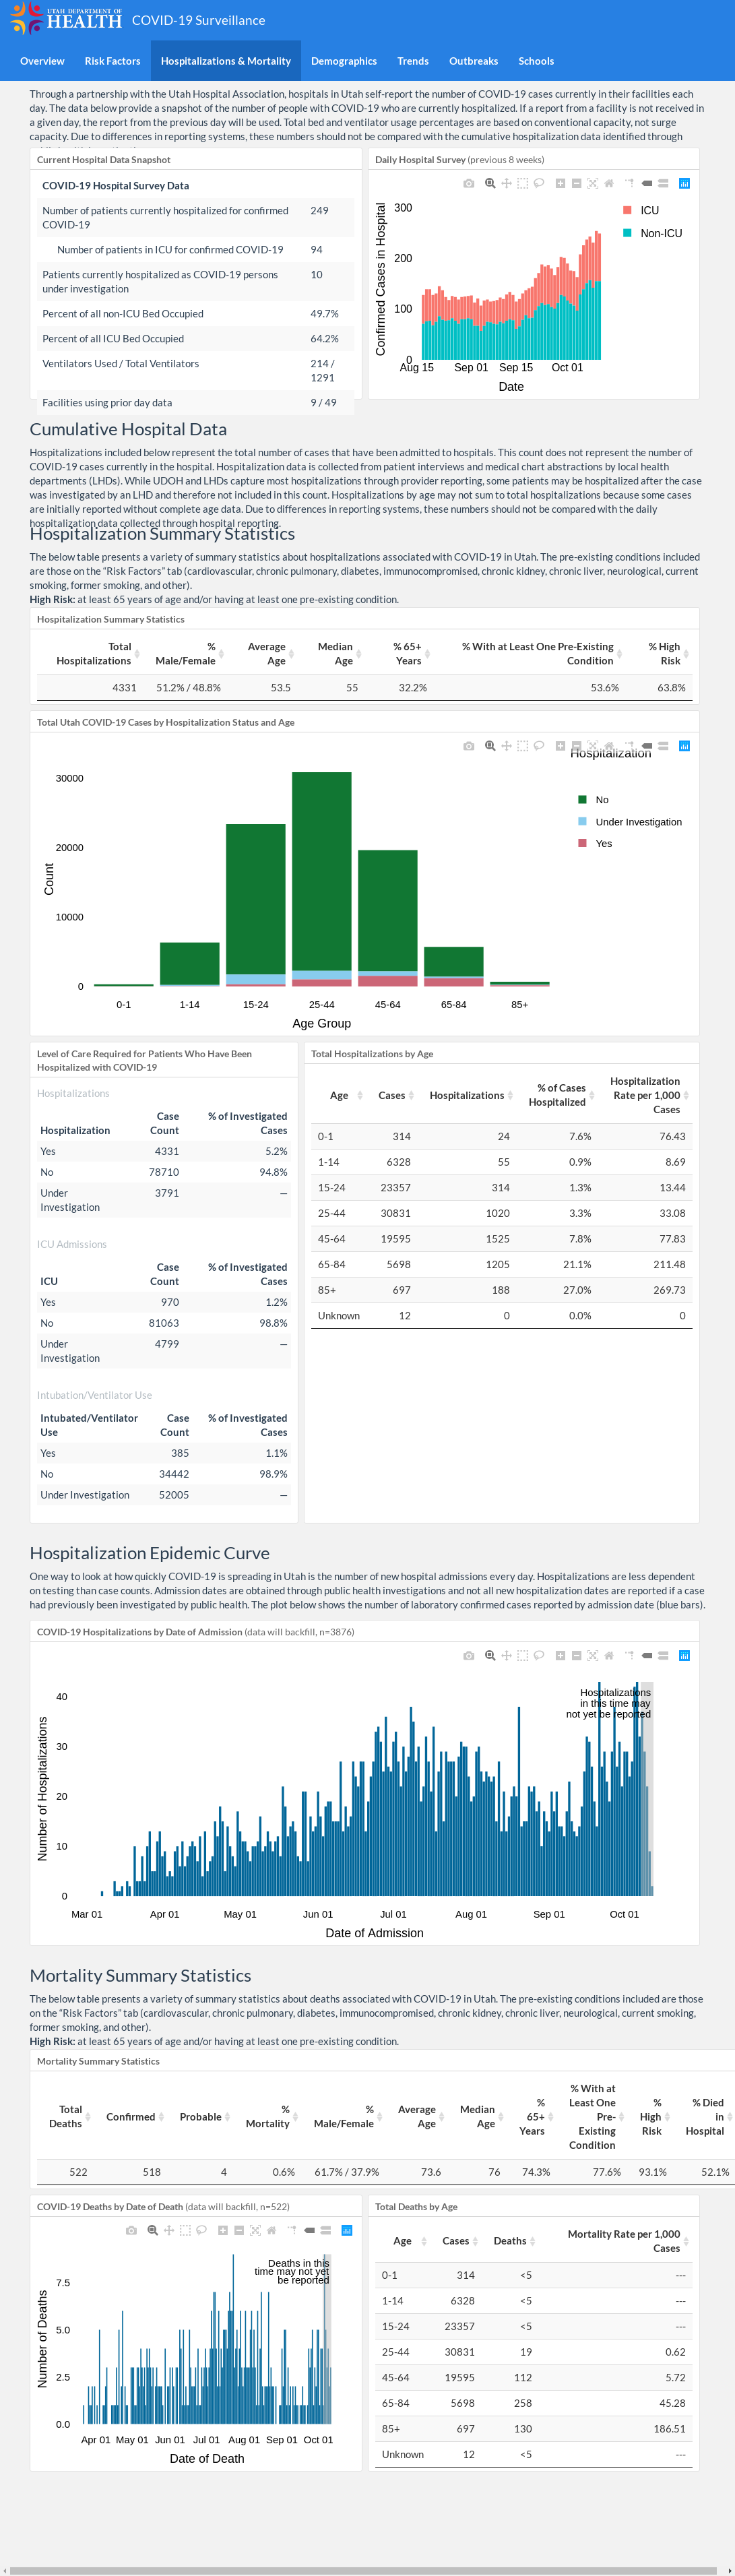 UTAH DEPARTMENT OF
HEALTH
COVID-19 Surveillance
Overview
Risk Factors
Hospitalizations & Mortality
Demographics
Trends
Outbreaks
Schools
Through a partnership with the Utah Hospital Association, hospitals in Utah self-report the number of COVID-19 cases currently in their facilities each
day. The data below provide a snapshot of the number of people with COVID-19 who are currently hospitalized. If a report from a facility is not received in
a given day, the report from the previous day will be used. Total bed and ventilator usage percentages are based on conventional capacity, not surge
capacity. Due to differences in reporting systems, these numbers should not be compared with the cumulative hospitalization data identified through
Current Hospital Data Snapshot
COVID-19 Hospital Survey Data
Number of patients currently hospitalized for confirmed 249
COVID-19
Number of patients in ICU for confirmed COVID-19 94
Patients currently hospitalized as COVID-19 persons 10
under investigation
Percent of all non-ICU Bed Occupied 49.7%
Percent of all ICU Bed Occupied 64.2%
Ventilators Used / Total Ventilators 214 /
1291
Facilities using prior day data 9 / 49
Daily Hospital Survey (previous 8 weeks)
Confirmed Cases in Hospital
300
200
100
0
Aug 15 Sep 01 Sep 15 Oct 01
Date
ICU
Non-ICU
Cumulative Hospital Data
Hospitalizations included below represent the total number of cases that have been admitted to hospitals. This count does not represent the number of
COVID-19 cases currently in the hospital. Hospitalization data is collected from patient interviews and medical chart abstractions by local health
departments (LHDs). While UDOH and LHDs capture most hospitalizations through provider reporting, some patients may be hospitalized after the case
was investigated by an LHD and therefore not included in this count. Hospitalizations by age may not sum to total hospitalizations because some cases
are initially reported without complete age data. Due to differences in reporting systems, these numbers should not be compared with the daily
hospitalization data collected through hospital reporting.
Hospitalization Summary Statistics
The below table presents a variety of summary statistics about hospitalizations associated with COVID-19 in Utah. The pre-existing conditions included
are those on the “Risk Factors” tab (cardiovascular, chronic pulmonary, diabetes, immunocompromised, chronic kidney, chronic liver, neurological, current
smoking, former smoking, and other).
High Risk: at least 65 years of age and/or having at least one pre-existing condition.
Hospitalization Summary Statistics
Total % Average Median % 65+ % With at Least One Pre-Existing % High
Hospitalizations Male/Female Age Age Years Condition Risk
4331 51.2% / 48.8% 53.5 55 32.2% 53.6% 63.8%
Total Utah COVID-19 Cases by Hospitalization Status and Age
Hospitalization
No
Under Investigation
Yes
Count
30000
20000
10000
0
0-1 1-14 15-24 25-44 45-64 65-84 85+
Age Group
Level of Care Required for Patients Who Have Been
Hospitalized with COVID-19
Hospitalizations
Case % of Investigated
Hospitalization Count Cases
Yes 4331 5.2%
No 78710 94.8%
Under 3791 —
Investigation
ICU Admissions
Case % of Investigated
ICU Count Cases
Yes 970 1.2%
No 81063 98.8%
Under 4799 —
Investigation
Intubation/Ventilator Use
Intubated/Ventilator Case % of Investigated
Use Count Cases
Yes 385 1.1%
No 34442 98.9%
Under Investigation 52005 —
Total Hospitalizations by Age
Hospitalization
% of Cases Rate per 1,000
Age Cases Hospitalizations Hospitalized Cases
0-1 314 24 7.6% 76.43
1-14 6328 55 0.9% 8.69
15-24 23357 314 1.3% 13.44
25-44 30831 1020 3.3% 33.08
45-64 19595 1525 7.8% 77.83
65-84 5698 1205 21.1% 211.48
85+ 697 188 27.0% 269.73
Unknown 12 0 0.0% 0
Hospitalization Epidemic Curve
One way to look at how quickly COVID-19 is spreading in Utah is the number of new hospital admissions every day. Hospitalizations are less dependent
on testing than case counts. Admission dates are obtained through public health investigations and not all new hospitalization dates are reported if a case
had previously been investigated by public health. The plot below shows the number of laboratory confirmed cases reported by admission date (blue bars).
COVID-19 Hospitalizations by Date of Admission (data will backfill, n=3876)
Hospitalizations
in this time may
not yet be reported
Number of Hospitalizations
40
30
20
10
0
Mar 01 Apr 01 May 01 Jun 01 Jul 01 Aug 01 Sep 01 Oct 01
Date of Admission
Mortality Summary Statistics
The below table presents a variety of summary statistics about deaths associated with COVID-19 in Utah. The pre-existing conditions included are those
on the “Risk Factors” tab (cardiovascular, chronic pulmonary, diabetes, immunocompromised, chronic kidney, chronic liver, neurological, current smoking,
former smoking, and other).
High Risk: at least 65 years of age and/or having at least one pre-existing condition.
Mortality Summary Statistics
% With at
% Least One % % Died
Total % % Average Median 65+ Pre- High in
Deaths Confirmed Probable Mortality Male/Female Age Age Years Existing Risk Hospital
Condition
522 518 4 0.6% 61.7% / 37.9% 73.6 76 74.3% 77.6% 93.1% 52.1%
COVID-19 Deaths by Date of Death (data will backfill, n=522)
Deaths in this
time may not yet
be reported
Number of Deaths
7.5
5.0
2.5
0.0
Apr 01 May 01 Jun 01 Jul 01 Aug 01 Sep 01 Oct 01
Date of Death
Total Deaths by Age
Mortality Rate per 1,000
Age Cases Deaths Cases
0-1 314 <5 ---
1-14 6328 <5 ---
15-24 23357 <5 ---
25-44 30831 19 0.62
45-64 19595 112 5.72
65-84 5698 258 45.28
85+ 697 130 186.51
Unknown 12 <5 ---